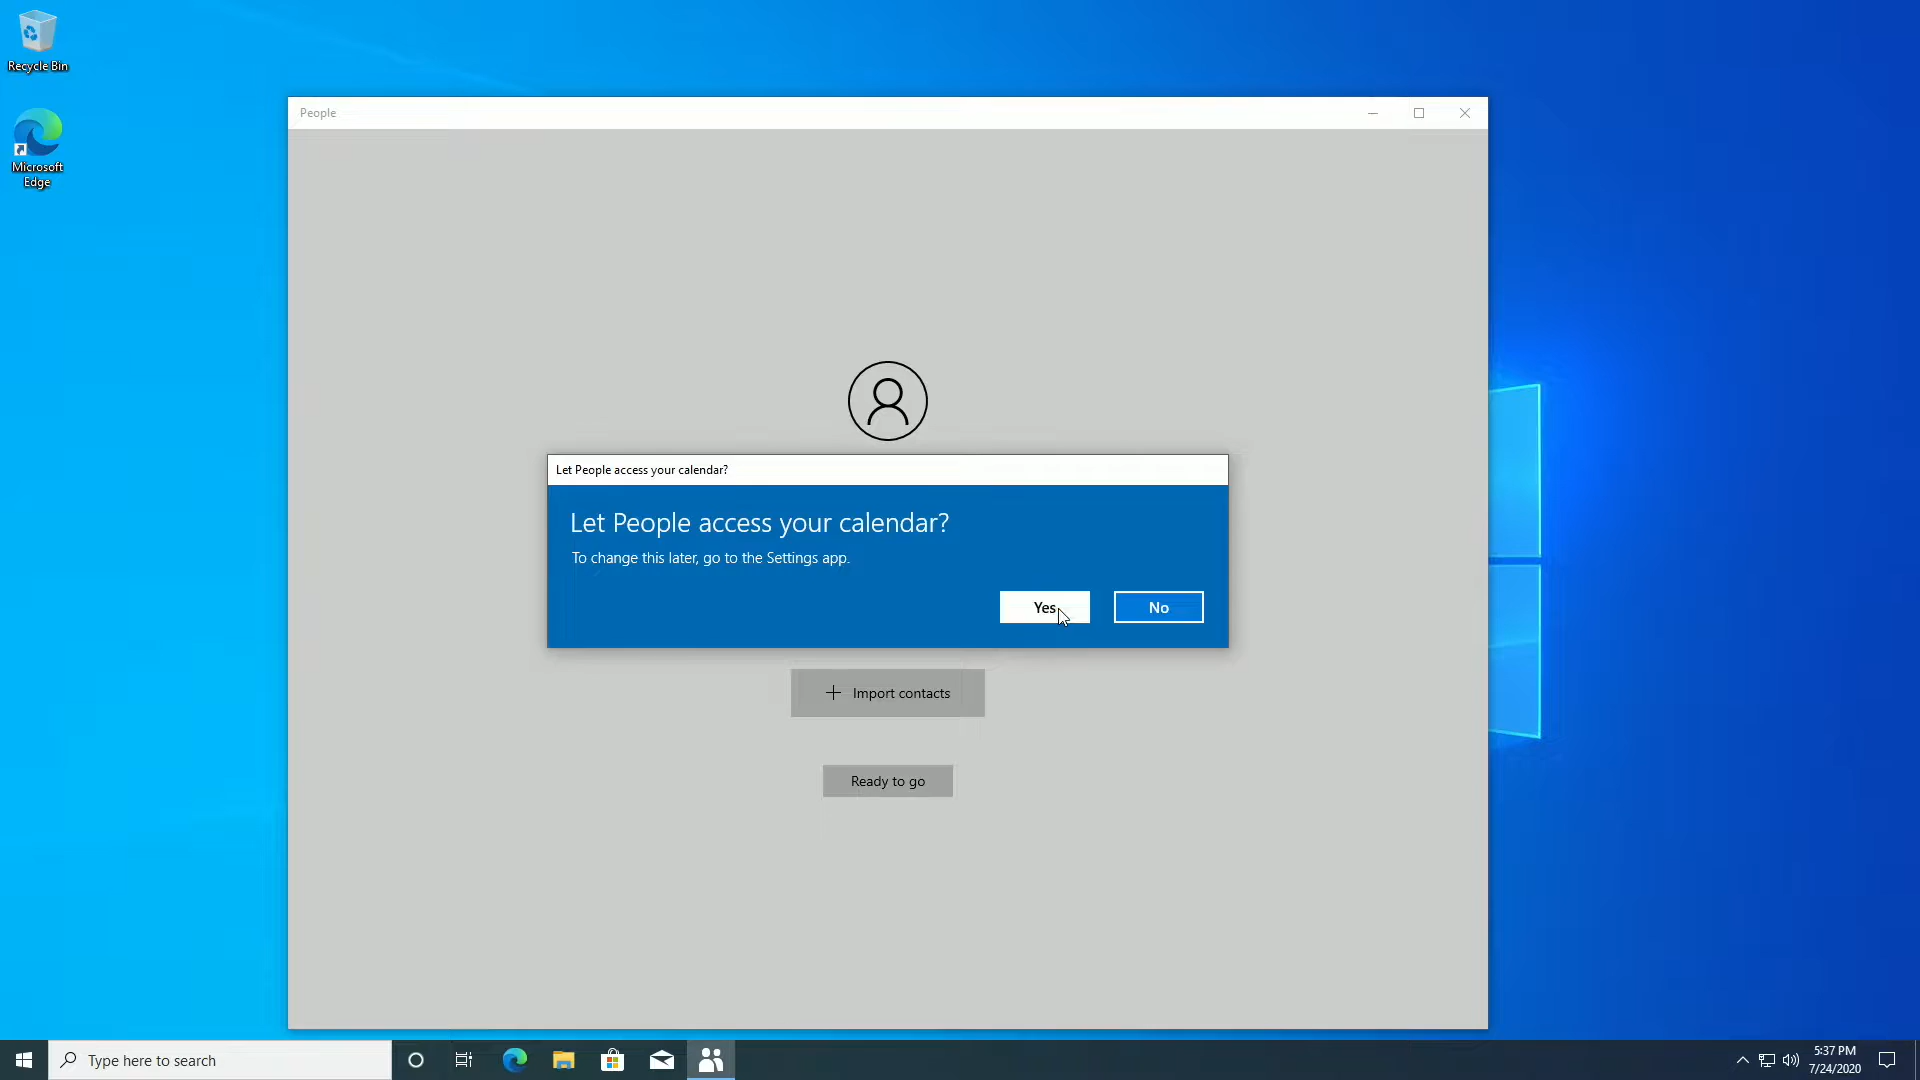 Recycle Bin
Microsoft
Edge
People
Let People access your calendar?
Let People access your calendar?
To change this later, go to the Settings app.
Yes
No
Import contacts
Ready to go
Type here to search
5:37 PM
7/24/2020